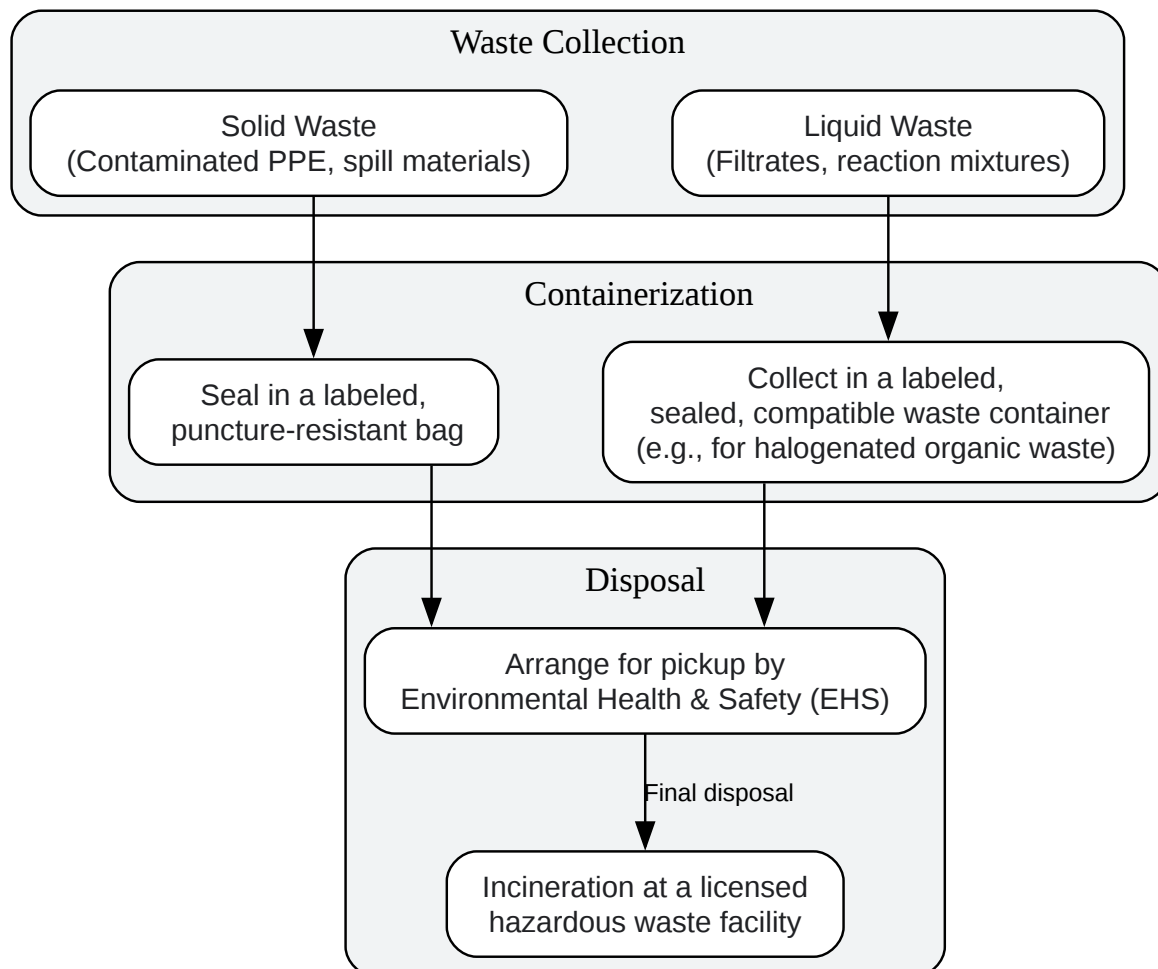 Waste Collection
Solid Waste
(Contaminated PPE, spill materials)
Liquid Waste
(Filtrates, reaction mixtures)
Containerization
Seal in a labeled,
puncture-resistant bag
Collect in a labeled,
sealed, compatible waste container
(e.g., for halogenated organic waste)
Disposal
Arrange for pickup by
Environmental Health & Safety (EHS)
Final disposal
Incineration at a licensed
hazardous waste facility